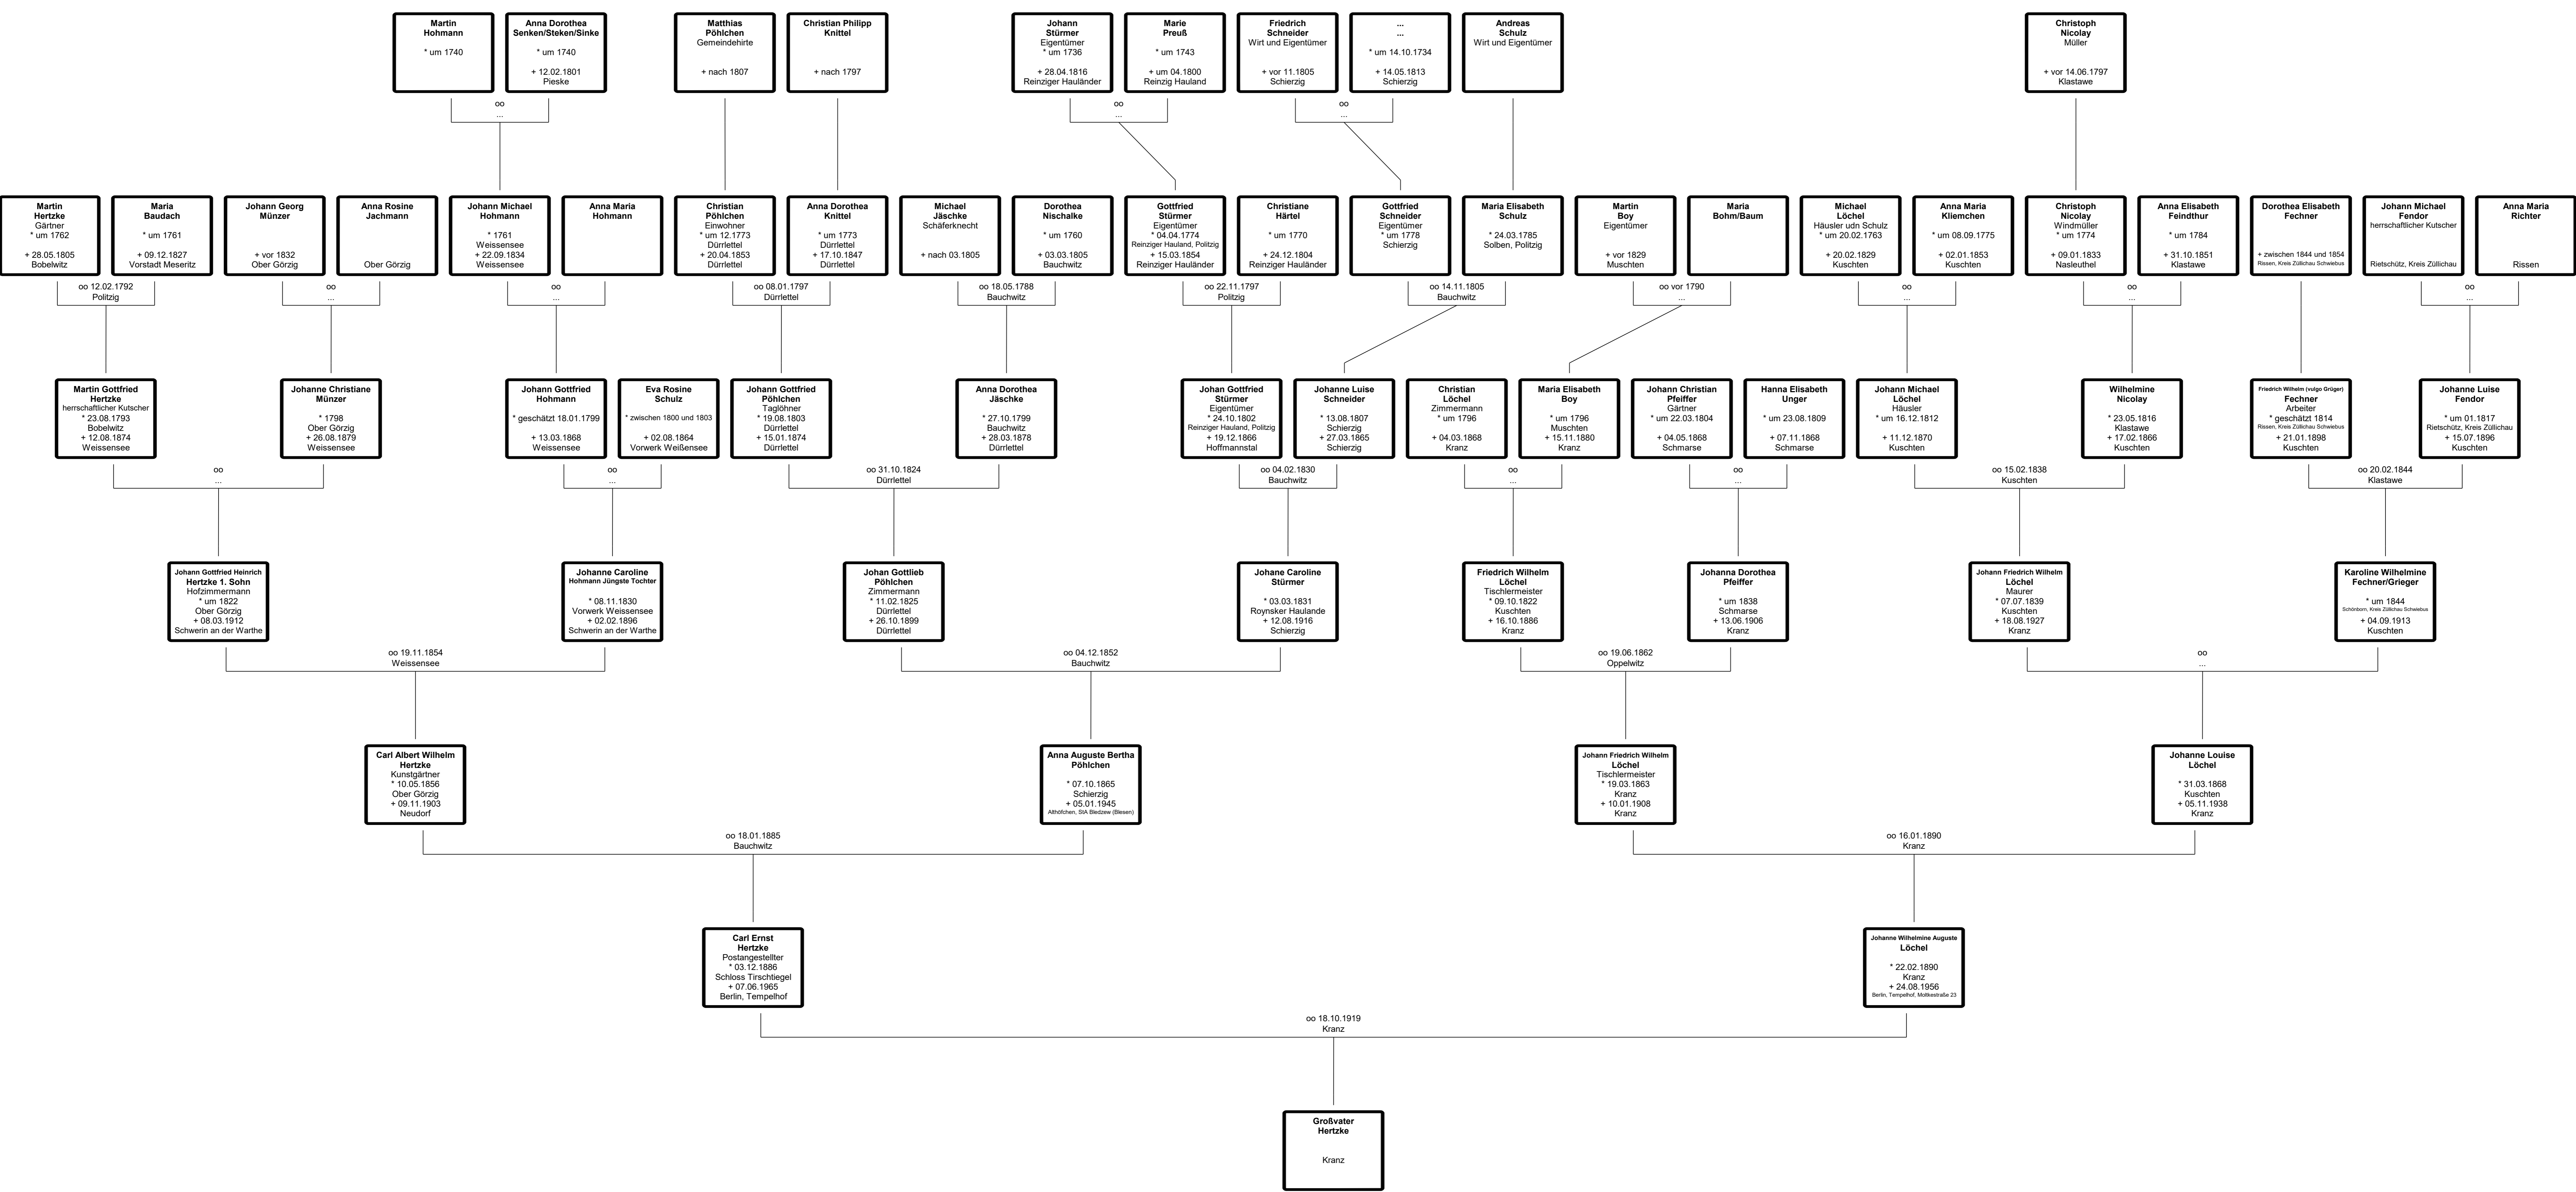 Martin
Hohmann
* um 1740
Anna Dorothea
Senken/Steken/Sinke
* um 1740
+ 12.02.1801
Pieske
Matthias
Pöhlchen
Gemeindehirte
+ nach 1807
Christian Philipp
Knittel
+ nach 1797
Johann
Stürmer
Eigentümer
* um 1736
+ 28.04.1816
Reinziger Hauländer
Marie
Preuß
* um 1743
+ um 04.1800
Reinzig Hauland
Friedrich
Schneider
Wirt und Eigentümer
+ vor 11.1805
Schierzig
...
...
* um 14.10.1734
+ 14.05.1813
Schierzig
Andreas
Schulz
Wirt und Eigentümer
Christoph
Nicolay
Müller
+ vor 14.06.1797
Klastawe
oo
...
oo
...
oo
...
Martin
Hertzke
Gärtner
* um 1762
+ 28.05.1805
Bobelwitz
Maria
Baudach
* um 1761
+ 09.12.1827
Vorstadt Meseritz
Johann Georg
Münzer
+ vor 1832
Ober Görzig
Anna Rosine
Jachmann
Ober Görzig
Johann Michael
Hohmann
* 1761
Weissensee
+ 22.09.1834
Weissensee
Anna Maria
Hohmann
Christian
Pöhlchen
Einwohner
* um 12.1773
Dürrlettel
+ 20.04.1853
Dürrlettel
Anna Dorothea
Knittel
* um 1773
Dürrlettel
+ 17.10.1847
Dürrlettel
Michael
Jäschke
Schäferknecht
+ nach 03.1805
Dorothea
Nischalke
* um 1760
+ 03.03.1805
Bauchwitz
Gottfried
Stürmer
Eigentümer
* 04.04.1774
Reinziger Hauland, Politzig
+ 15.03.1854
Reinziger Hauländer
Christiane
Härtel
* um 1770
+ 24.12.1804
Reinziger Hauländer
Gottfried
Schneider
Eigentümer
* um 1778
Schierzig
Maria Elisabeth
Schulz
* 24.03.1785
Solben, Politzig
Martin
Boy
Eigentümer
+ vor 1829
Muschten
Maria
Bohm/Baum
Michael
Löchel
Häusler udn Schulz
* um 20.02.1763
+ 20.02.1829
Kuschten
Anna Maria
Kliemchen
* um 08.09.1775
+ 02.01.1853
Kuschten
Christoph
Nicolay
Windmüller
* um 1774
+ 09.01.1833
Nasleuthel
Anna Elisabeth
Feindthur
* um 1784
+ 31.10.1851
Klastawe
Dorothea Elisabeth
Fechner
+ zwischen 1844 und 1854
Rissen, Kreis Züllichau Schwiebus
Johann Michael
Fendor
herrschaftlicher Kutscher
Rietschütz, Kreis Züllichau
Anna Maria
Richter
Rissen
oo 12.02.1792
Politzig
oo
...
oo
...
oo 08.01.1797
Dürrlettel
oo 18.05.1788
Bauchwitz
oo 22.11.1797
Politzig
oo 14.11.1805
Bauchwitz
oo vor 1790
...
oo
...
oo
...
oo
...
Martin Gottfried
Hertzke
herrschaftlicher Kutscher
* 23.08.1793
Bobelwitz
+ 12.08.1874
Weissensee
Johanne Christiane
Münzer
* 1798
Ober Görzig
+ 26.08.1879
Weissensee
Johann Gottfried
Hohmann
* geschätzt 18.01.1799
+ 13.03.1868
Weissensee
Eva Rosine
Schulz
* zwischen 1800 und 1803
+ 02.08.1864
Vorwerk Weißensee
Johann Gottfried
Pöhlchen
Taglöhner
* 19.08.1803
Dürrlettel
+ 15.01.1874
Dürrlettel
Anna Dorothea
Jäschke
* 27.10.1799
Bauchwitz
+ 28.03.1878
Dürrlettel
Johan Gottfried
Stürmer
Eigentümer
* 24.10.1802
Reinziger Hauland, Politzig
+ 19.12.1866
Hoffmannstal
Johanne Luise
Schneider
* 13.08.1807
Schierzig
+ 27.03.1865
Schierzig
Christian
Löchel
Zimmermann
* um 1796
+ 04.03.1868
Kranz
Maria Elisabeth
Boy
* um 1796
Muschten
+ 15.11.1880
Kranz
Johann Christian
Pfeiffer
Gärtner
* um 22.03.1804
+ 04.05.1868
Schmarse
Hanna Elisabeth
Unger
* um 23.08.1809
+ 07.11.1868
Schmarse
Johann Michael
Löchel
Häusler
* um 16.12.1812
+ 11.12.1870
Kuschten
Wilhelmine
Nicolay
* 23.05.1816
Klastawe
+ 17.02.1866
Kuschten
Friedrich Wilhelm (vulgo Grüger)
Fechner
Arbeiter
* geschätzt 1814
Rissen, Kreis Züllichau Schwiebus
+ 21.01.1898
Kuschten
Johanne Luise
Fendor
* um 01.1817
Rietschütz, Kreis Züllichau
+ 15.07.1896
Kuschten
oo
...
oo
...
oo 31.10.1824
Dürrlettel
oo 04.02.1830
Bauchwitz
oo
...
oo
...
oo 15.02.1838
Kuschten
oo 20.02.1844
Klastawe
Johan Gottfried Heinrich
Hertzke 1. Sohn
Hofzimmermann
* um 1822
Ober Görzig
+ 08.03.1912
Schwerin an der Warthe
Johanne Caroline
Hohmann Jüngste Tochter
* 08.11.1830
Vorwerk Weissensee
+ 02.02.1896
Schwerin an der Warthe
Johan Gottlieb
Pöhlchen
Zimmermann
* 11.02.1825
Dürrlettel
+ 26.10.1899
Dürrlettel
Johane Caroline
Stürmer
* 03.03.1831
Roynsker Haulande
+ 12.08.1916
Schierzig
Friedrich Wilhelm
Löchel
Tischlermeister
* 09.10.1822
Kuschten
+ 16.10.1886
Kranz
Johanna Dorothea
Pfeiffer
* um 1838
Schmarse
+ 13.06.1906
Kranz
Johann Friedrich Wilhelm
Löchel
Maurer
* 07.07.1839
Kuschten
+ 18.08.1927
Kranz
Karoline Wilhelmine
Fechner/Grieger
* um 1844
Schönborn, Kreis Züllichau Schwiebus
+ 04.09.1913
Kuschten
oo 19.11.1854
Weissensee
oo 04.12.1852
Bauchwitz
oo 19.06.1862
Oppelwitz
oo
...
Carl Albert Wilhelm
Hertzke
Kunstgärtner
* 10.05.1856
Ober Görzig
+ 09.11.1903
Neudorf
Anna Auguste Bertha
Pöhlchen
* 07.10.1865
Schierzig
+ 05.01.1945
Althöfchen, StA Bledzew (Blesen)
Johann Friedrich Wilhelm
Löchel
Tischlermeister
* 19.03.1863
Kranz
+ 10.01.1908
Kranz
Johanne Louise
Löchel
* 31.03.1868
Kuschten
+ 05.11.1938
Kranz
oo 18.01.1885
Bauchwitz
oo 16.01.1890
Kranz
Carl Ernst
Hertzke
Postangestellter
* 03.12.1886
Schloss Tirschtiegel
+ 07.06.1965
Berlin, Tempelhof
Johanne Wilhelmine Auguste
Löchel
* 22.02.1890
Kranz
+ 24.08.1956
Berlin, Tempelhof, Moltkestraße 23
oo 18.10.1919
Kranz
Großvater
Hertzke
Kranz